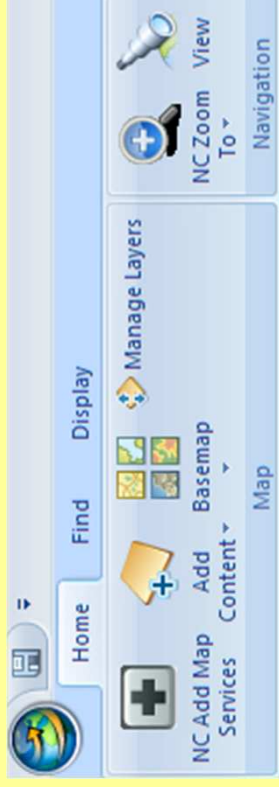 Home Find Display
NC Add Map
Services
Add
Content
Basemap
Manage Layers
Map
NC Zoom
To
View
Navigation